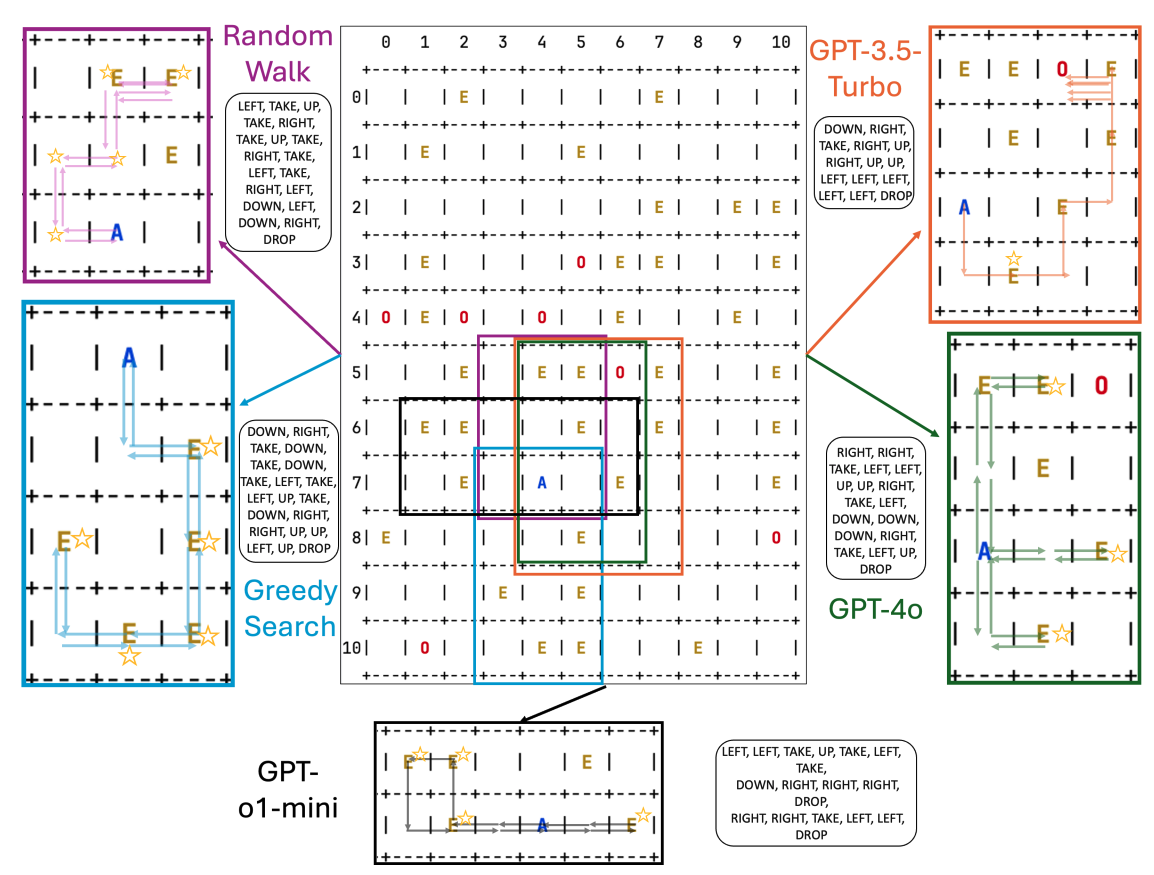 E E
E
A
Random
Walk
LEFT, TAKE, UP,
TAKE, RIGHT,
TAKE, UP, TAKE,
RIGHT, TAKE,
LEFT, TAKE,
RIGHT, LEFT,
DOWN, LEFT,
DOWN, RIGHT,
DROP
0 1 2 3 4 5 6 7 8 9 10
0 E E
1 E E
2 E E E
3 E O E E E
4 O E O O E E
5 E E E O E E
6 E E E E
7 E A E E
8 E E O
9 E E
10 O E E E
GPT-3.5-
Turbo
DOWN, RIGHT,
TAKE, RIGHT, UP,
RIGHT, UP, UP,
LEFT, LEFT, LEFT,
LEFT, LEFT, DROP
E E O E
E E
A E
E
A
E
E E
E E
DOWN, RIGHT,
TAKE, DOWN,
TAKE, DOWN,
TAKE, LEFT, TAKE,
LEFT, UP, TAKE,
DOWN, RIGHT,
RIGHT, UP, UP,
LEFT, UP, DROP
Greedy
Search
RIGHT, RIGHT,
TAKE, LEFT, LEFT,
UP, UP, RIGHT,
TAKE, LEFT,
DOWN, DOWN,
DOWN, RIGHT,
TAKE, LEFT, UP,
DROP
GPT-4o
E E O
E
A E
E
GPT-
o1-mini
E E E
E A E
LEFT, LEFT, TAKE, UP, TAKE, LEFT,
TAKE,
DOWN, RIGHT, RIGHT, RIGHT,
DROP,
RIGHT, RIGHT, TAKE, LEFT, LEFT,
DROP